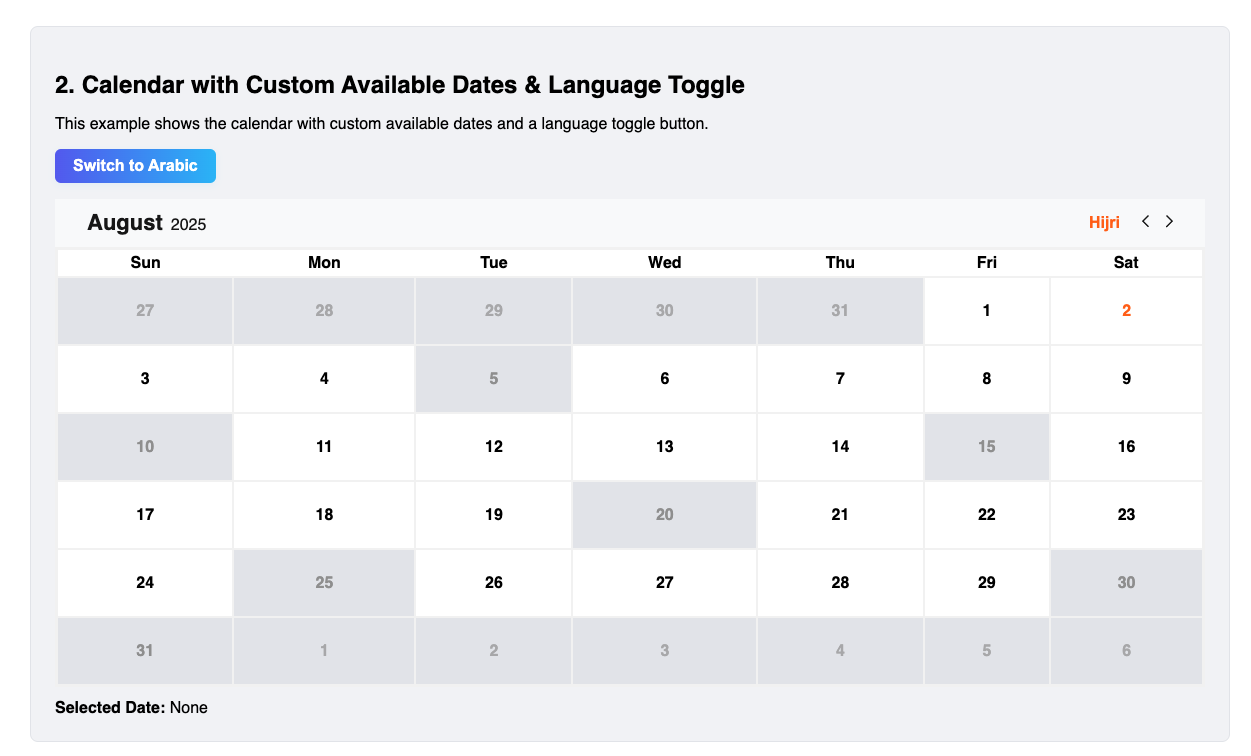 2. Calendar with Custom Available Dates & Language Toggle
This example shows the calendar with custom available dates and a language toggle button.
Switch to Arabic
August 2025 Hijri
Sun Mon Tue Wed Thu Fri Sat
27 28 29 30 31 1 2
3 4 5 6 7 8 9
10 11 12 13 14 15 16
17 18 19 20 21 22 23
24 25 26 27 28 29 30
31 1 2 3 4 5 6
Selected Date: None